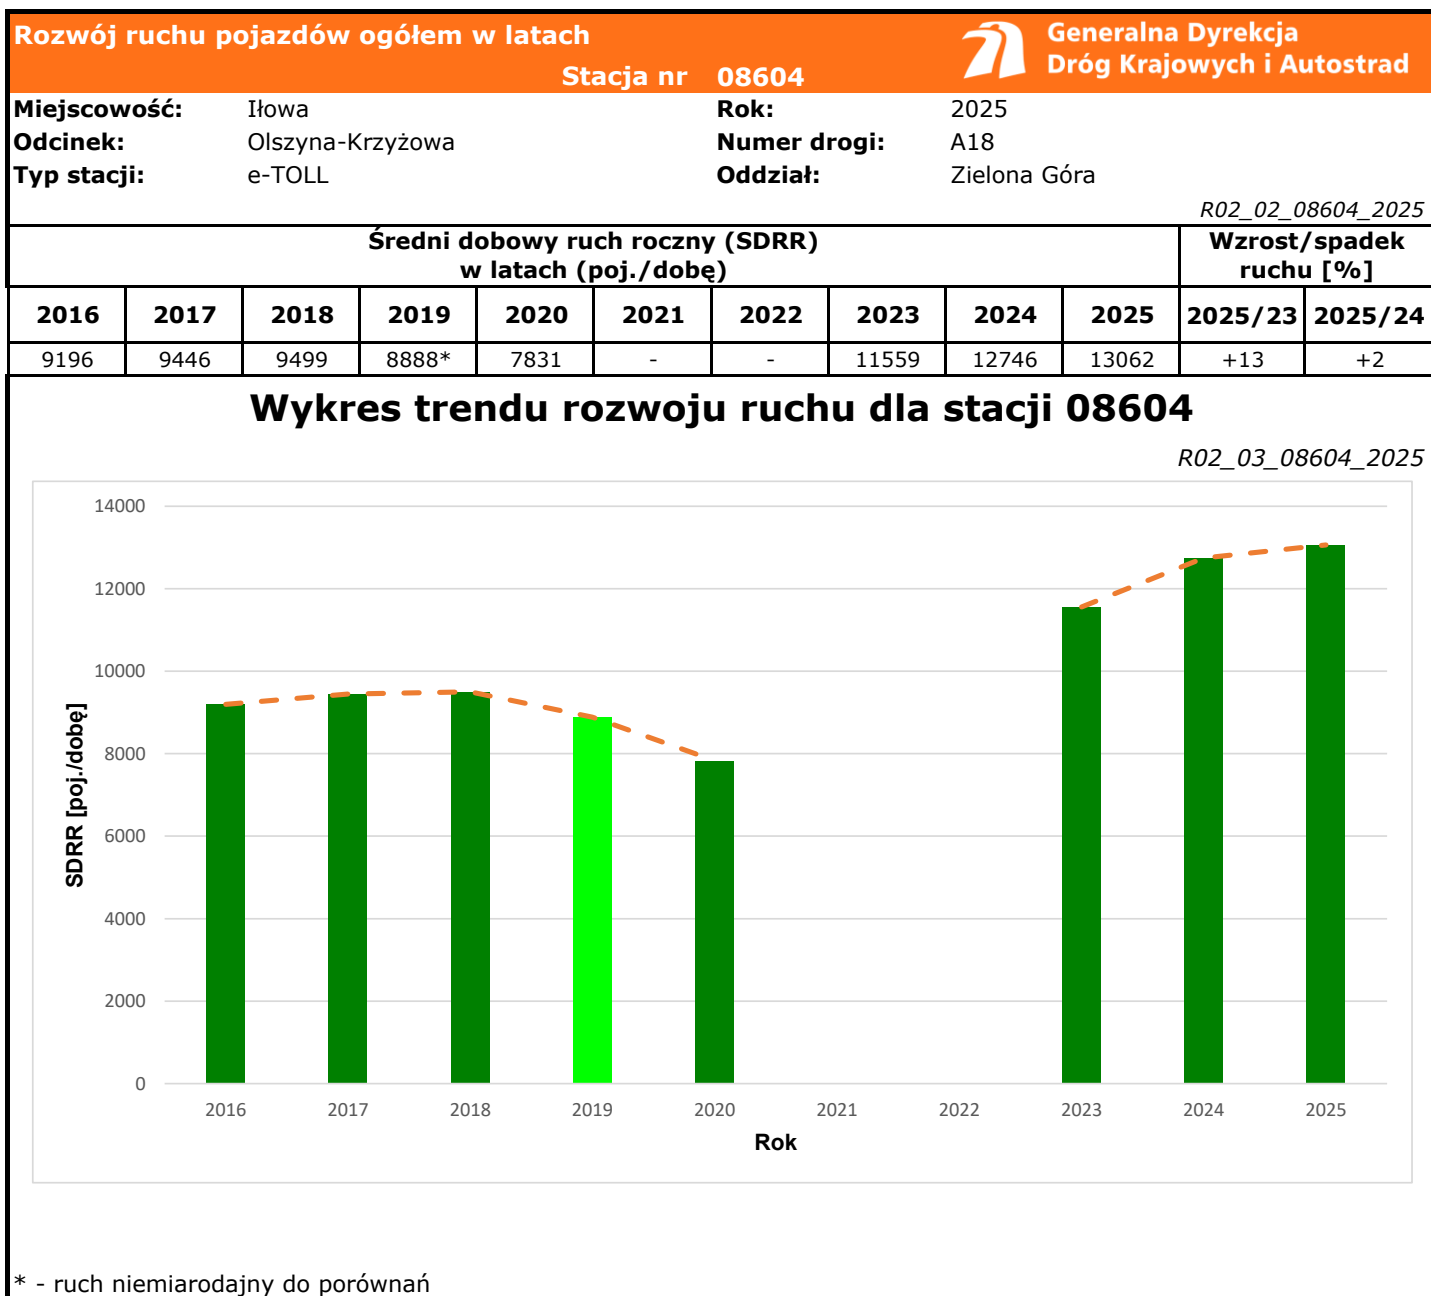 Rozwój ruchu pojazdów ogółem w latach
Generalna Dyrekcja
Dróg Krajowych i Autostrad
Stacja nr 08604
Miejscowość: Iłowa Rok: 2025
Odcinek: Olszyna-Krzyżowa Numer drogi: A18
Typ stacji: e-TOLL Oddział: Zielona Góra
R02_02_08604_2025
Średni dobowy ruch roczny (SDRR)
w latach (poj./dobę)
Wzrost/spadek
ruchu [%]
2016 2017 2018 2019 2020 2021 2022 2023 2024 2025 2025/23 2025/24
9196 9446 9499 8888* 7831 - - 11559 12746 13062 +13 +2
Wykres trendu rozwoju ruchu dla stacji 08604
R02_03_08604_2025
SDRR [poj./dobę]
14000
12000
10000
8000
6000
4000
2000
0
2016 2017 2018 2019 2020 2021 2022 2023 2024 2025
Rok
* - ruch niemiarodajny do porównań